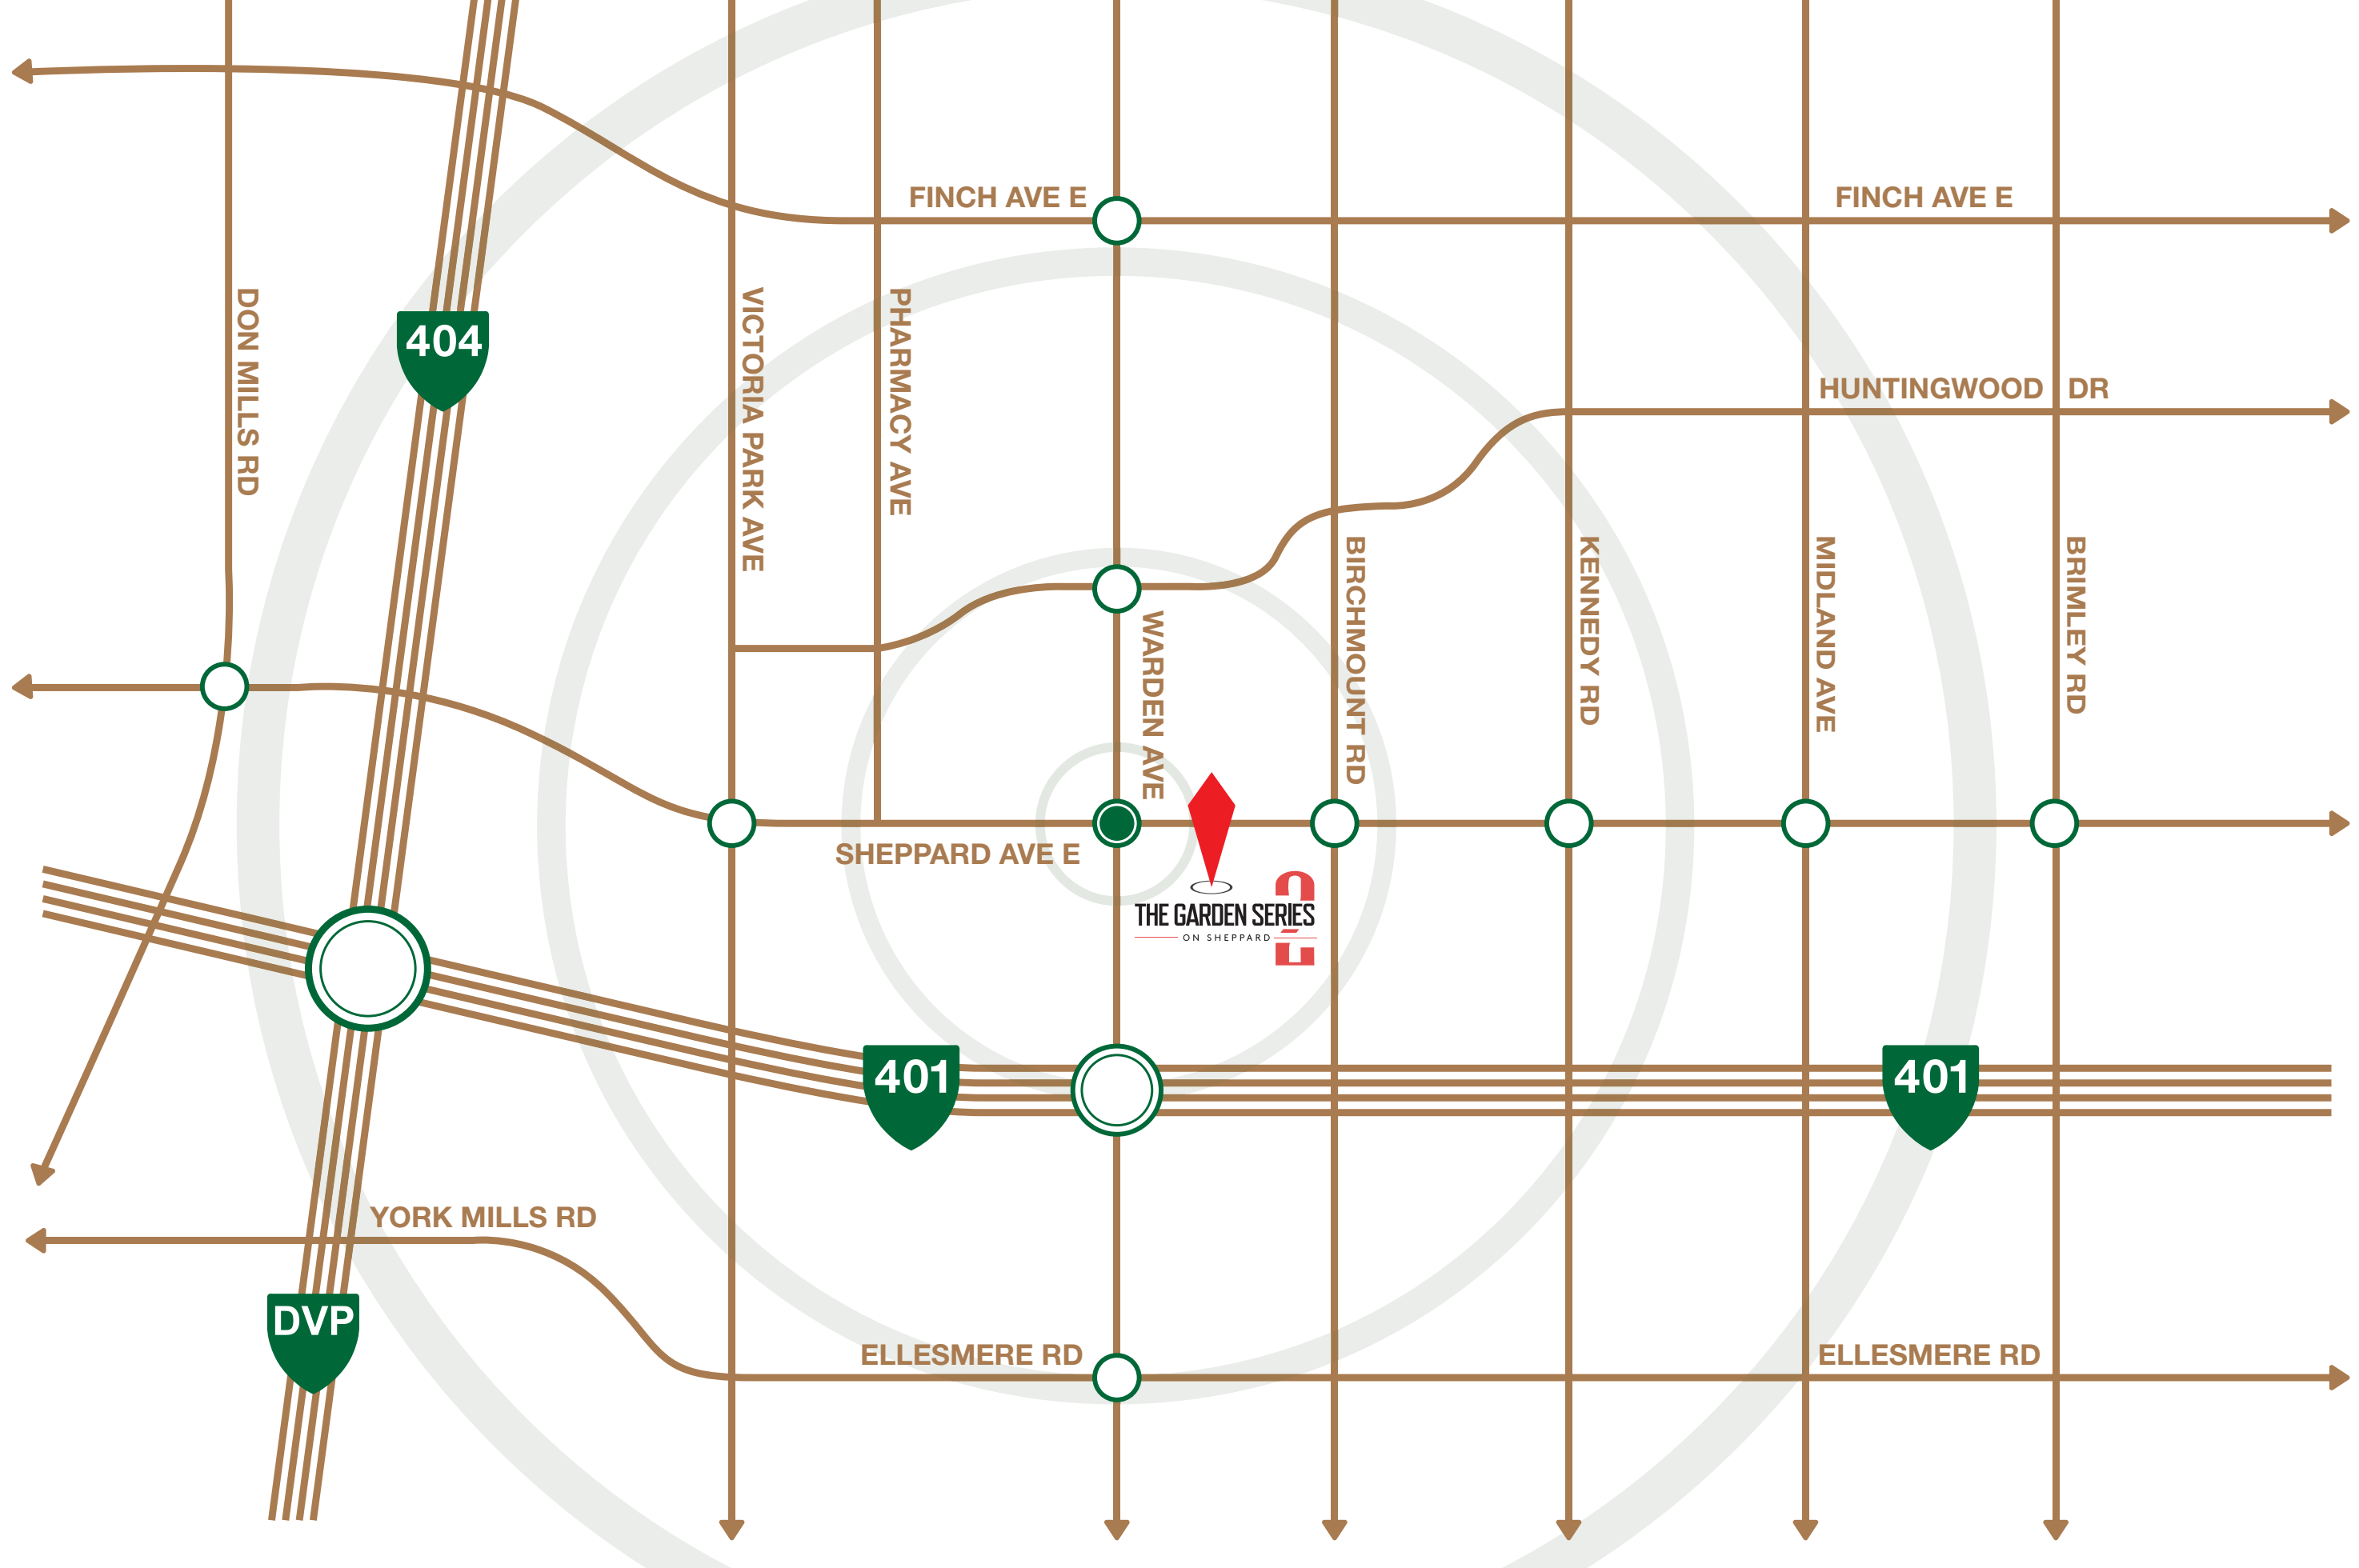 FINCH AVE E
FINCH AVE E
DON MILLS RD
404
VICTORIA PARK AVE
PHARMACY AVE
HUNTINGWOOD DR
WARDEN AVE
BIRCHMOUNT RD
KENNEDY RD
MIDLAND AVE
BRIMLEY RD
SHEPPARD AVE E
2
THE GARDEN SERIES
ON SHEPPARD
401
401
YORK MILLS RD
DVP
ELLESMERE RD
ELLESMERE RD